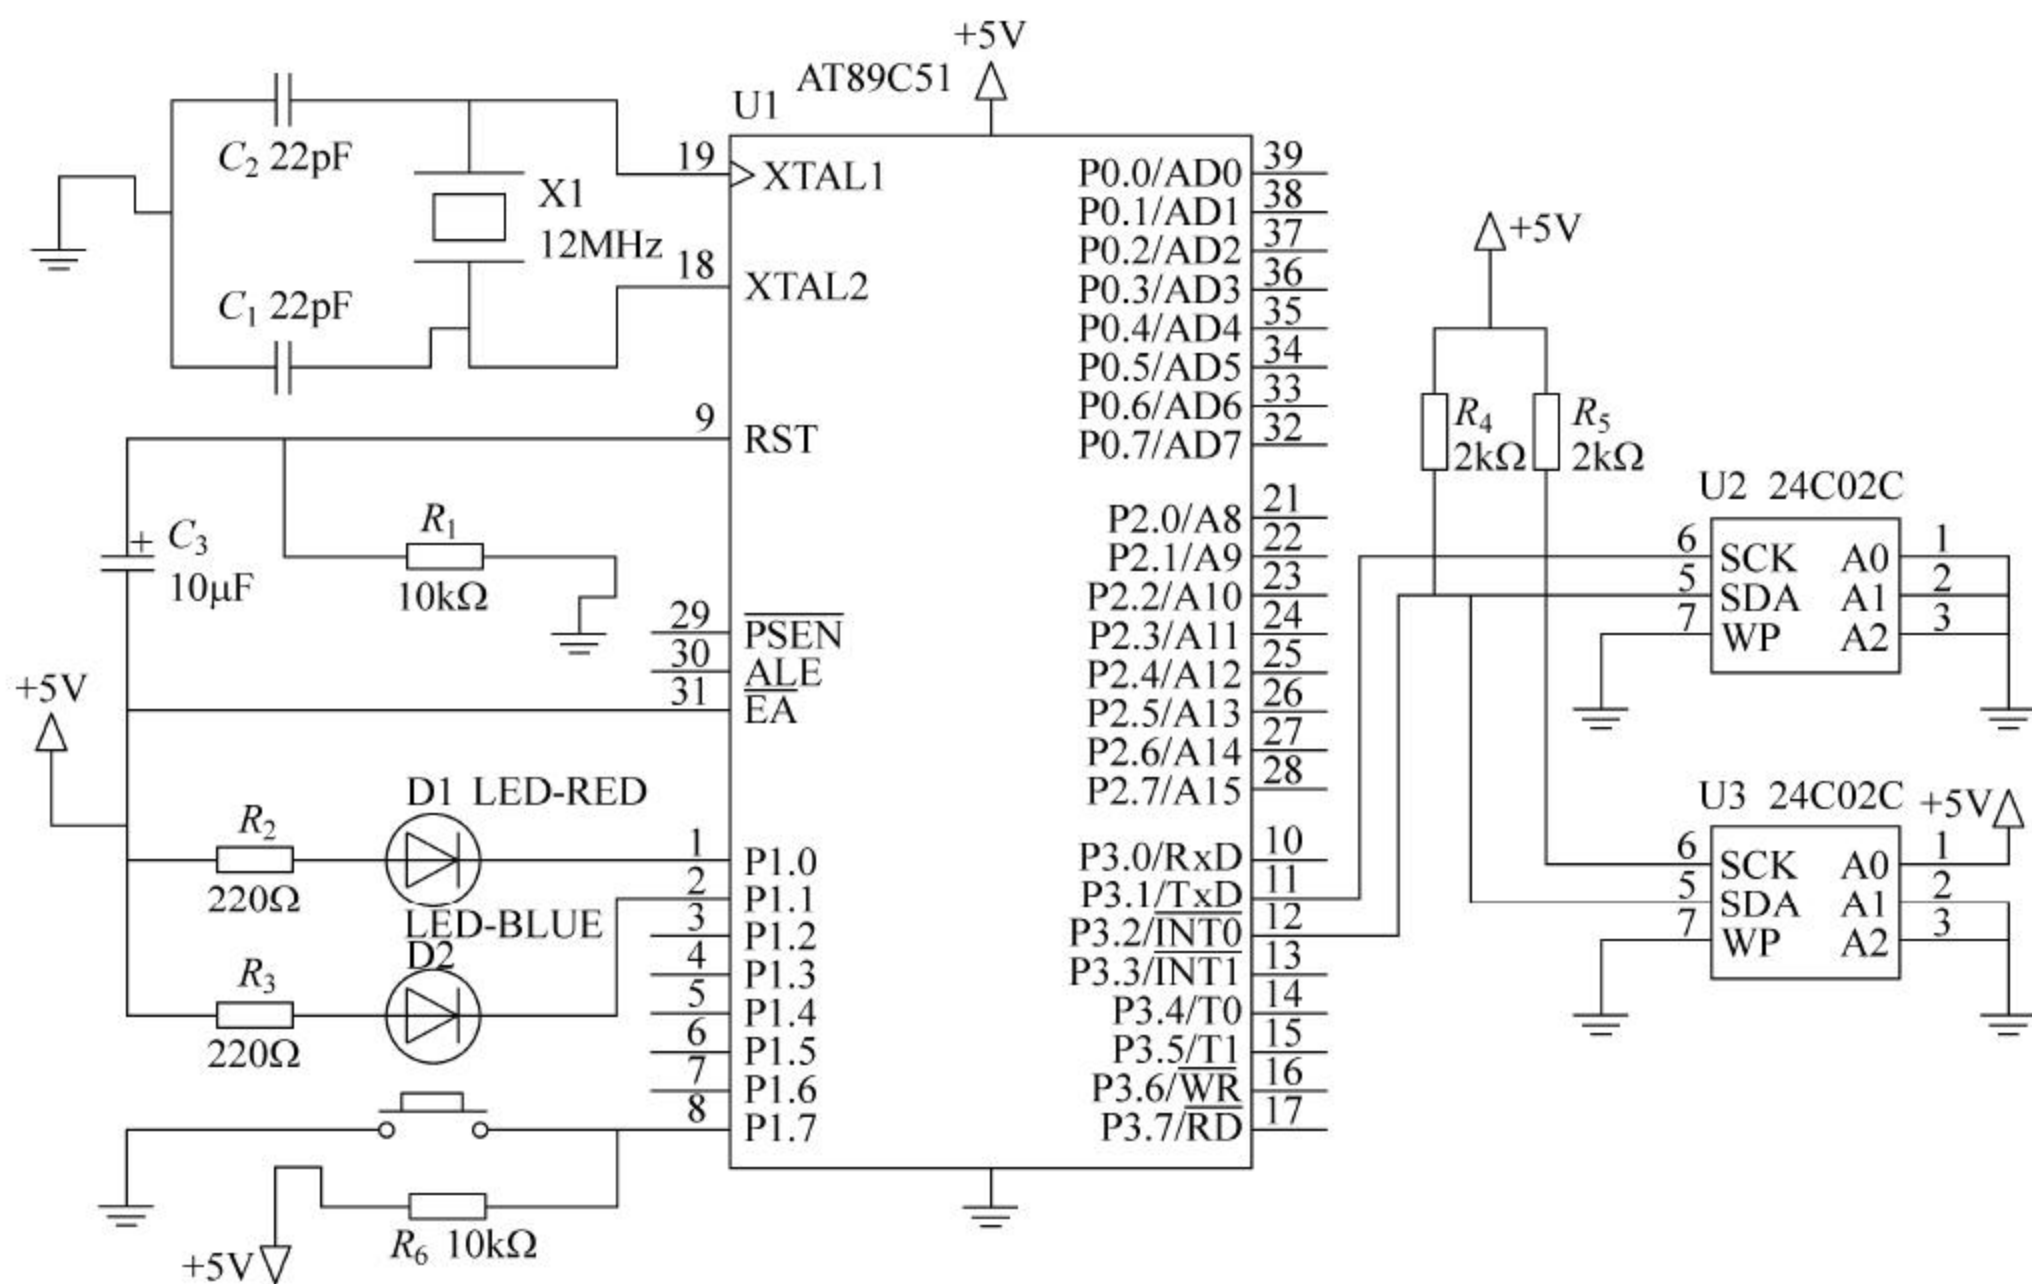 +5V
AT89C51
U1
C2 22pF
X1
12MHz
C1 22pF
19
XTAL1
18
XTAL2
9
RST
C3
+
10μF
R1
10kΩ
29
PSEN
30
ALE
31
EA
+5V
D1 LED-RED
R2
220Ω
1
P1.0
2
P1.1
LED-BLUE
D2
3
P1.2
4
P1.3
R3
220Ω
5
P1.4
6
P1.5
7
P1.6
8
P1.7
+5V
R6 10kΩ
P0.0/AD0 39
P0.1/AD1 38
P0.2/AD2 37
P0.3/AD3 36
P0.4/AD4 35
P0.5/AD5 34
P0.6/AD6 33
P0.7/AD7 32
P2.0/A8 21
P2.1/A9 22
P2.2/A10 23
P2.3/A11 24
P2.4/A12 25
P2.5/A13 26
P2.6/A14 27
P2.7/A15 28
P3.0/RxD 10
P3.1/TxD 11
P3.2/INT0 12
P3.3/INT1 13
P3.4/T0 14
P3.5/T1 15
P3.6/WR 16
P3.7/RD 17
+5V
R4
2kΩ
R5
2kΩ
U2 24C02C
6 SCK A0 1
5 SDA A1 2
7 WP A2 3
U3 24C02C
+5V
6 SCK A0 1
5 SDA A1 2
7 WP A2 3